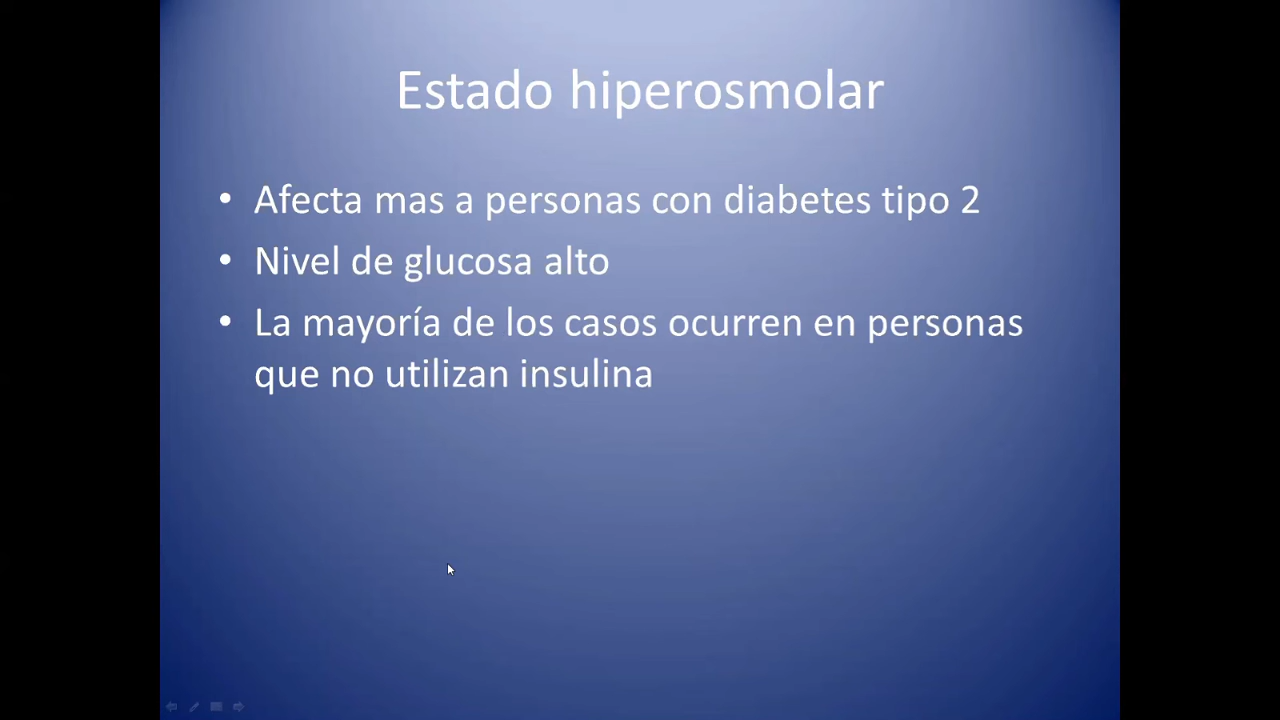 Estado hiperosmolar
• Afecta mas a personas con diabetes tipo 2
• Nivel de glucosa alto
• La mayoría de los casos ocurren en personas
que no utilizan insulina